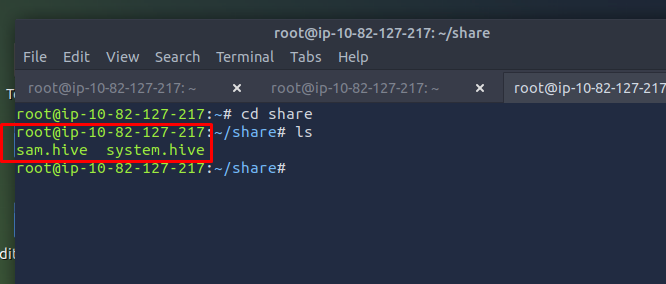 root@ip-10-82-127-217: ~/share
File Edit View Search Terminal Tabs Help
root@ip-10-82-127-217: ~ × root@ip-10-82-127-217: ~ × root@ip-10-82-127-217
root@ip-10-82-127-217:~# cd share
root@ip-10-82-127-217:~/share# ls
sam.hive system.hive
root@ip-10-82-127-217:~/share#